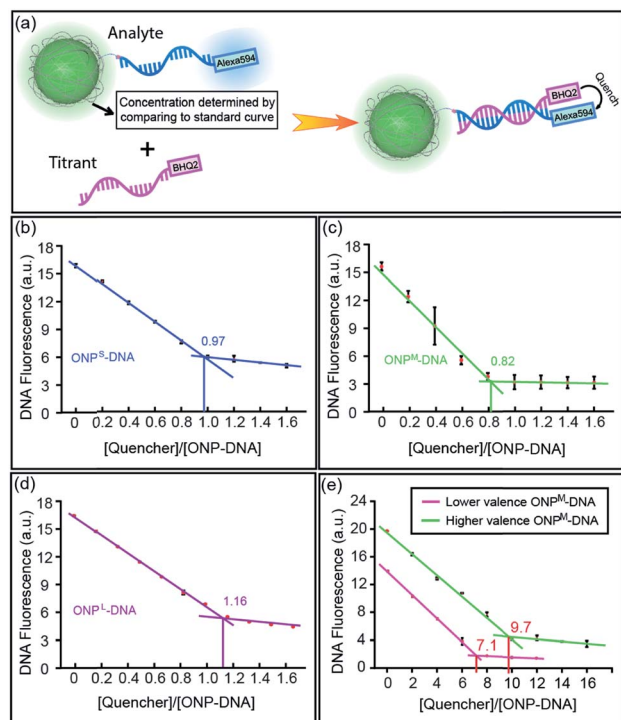 (a)
Analyte
Alexa594
Concentration determined by
comparing to standard curve
+
Titrant
BHQ2
BHQ2
Quench
Alexa594
(b)
DNA Fluorescence (a.u.)
18
15
12
9
6
3
0
0.97
ONPˢ-DNA
0 0.2 0.4 0.6 0.8 1.0 1.2 1.4 1.6
[Quencher]/[ONP-DNA]
(c)
DNA Fluorescence (a.u.)
18
15
12
9
6
3
0
0.82
ONPᴹ-DNA
0 0.2 0.4 0.6 0.8 1.0 1.2 1.4 1.6
[Quencher]/[ONP-DNA]
(d)
DNA Fluorescence (a.u.)
18
15
12
9
6
3
0
1.16
ONPᴸ-DNA
0 0.2 0.4 0.6 0.8 1.0 1.2 1.4 1.6
[Quencher]/[ONP-DNA]
(e)
Lower valence ONPᴹ-DNA
Higher valence ONPᴹ-DNA
DNA Fluorescence (a.u.)
24
20
16
12
8
4
0
7.1
9.7
0 2 4 6 8 10 12 14 16
[Quencher]/[ONP-DNA]